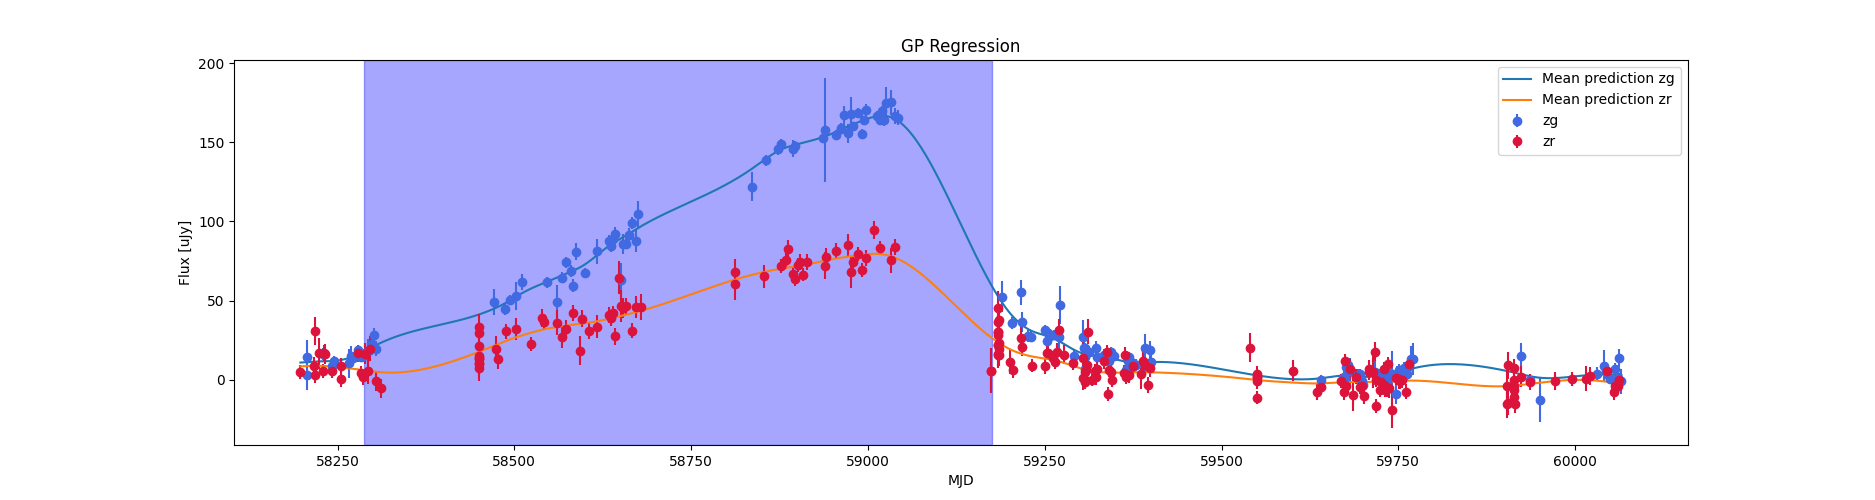 GP Regression
Flux [uJy]
200
150
100
50
0
58250
58500
58750
59000
59250
59500
59750
60000
MJD
Mean prediction zg
Mean prediction zr
zg
zr